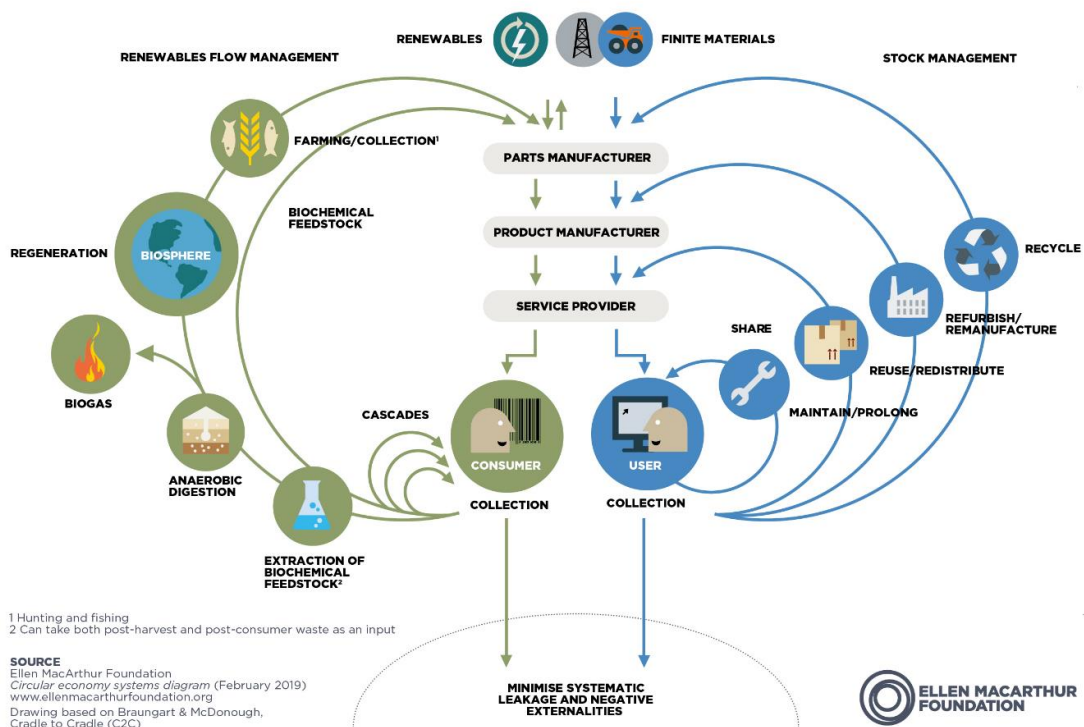 RENEWABLES
FINITE MATERIALS
RENEWABLES FLOW MANAGEMENT
STOCK MANAGEMENT
FARMING/COLLECTION¹
PARTS MANUFACTURER
BIOCHEMICAL
FEEDSTOCK
PRODUCT MANUFACTURER
REGENERATION
BIOSPHERE
RECYCLE
SERVICE PROVIDER
SHARE
REFURBISH/
REMANUFACTURE
REUSE/REDISTRIBUTE
BIOGAS
CASCADES
MAINTAIN/PROLONG
CONSUMER
USER
ANAEROBIC
DIGESTION
COLLECTION
COLLECTION
EXTRACTION OF
BIOCHEMICAL
FEEDSTOCK²
1 Hunting and fishing
2 Can take both post-harvest and post-consumer waste as an input
SOURCE
Ellen MacArthur Foundation
Circular economy systems diagram (February 2019)
www.ellenmacarthurfoundation.org
Drawing based on Braungart & McDonough,
Cradle to Cradle (C2C)
MINIMISE SYSTEMATIC
LEAKAGE AND NEGATIVE
EXTERNALITIES
ELLEN MACARTHUR
FOUNDATION